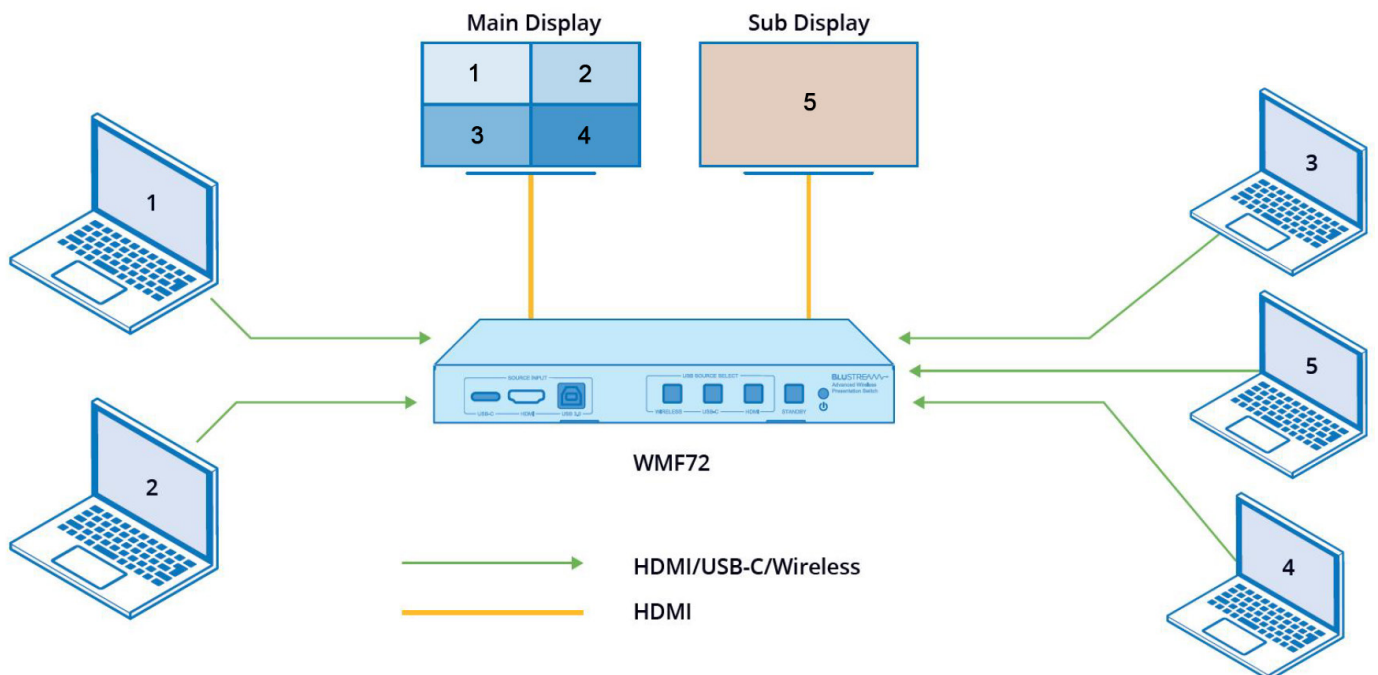 Main Display
Sub Display
1
2
3
4
5
1
2
3
5
4
SOURCE INPUT
USB-C
HDMI
USB
USB SOURCE SELECT
WIRELESS
USB-C
HDMI
STANDBY
BLUSTREAM
Advanced Wireless
Presentation Switch
WMF72
HDMI/USB-C/Wireless
HDMI